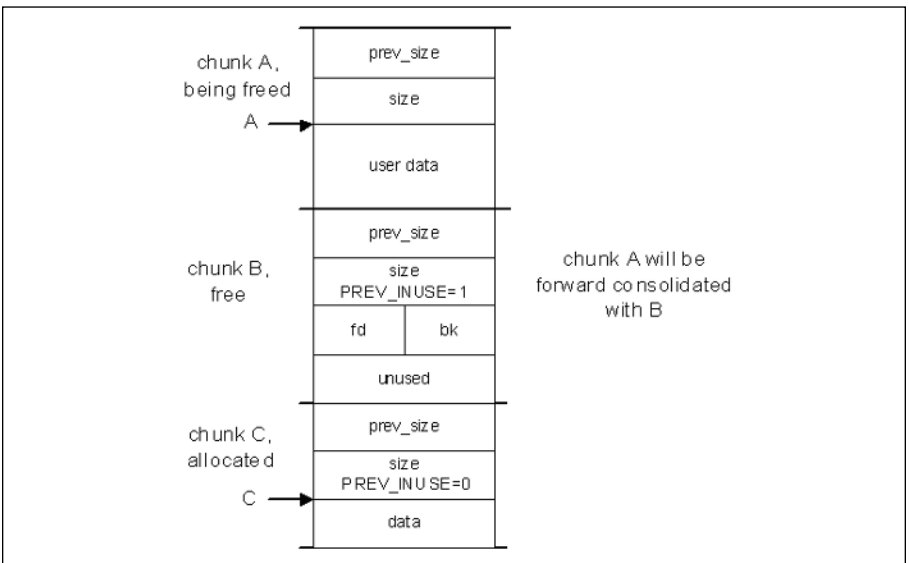 chunk A,
being freed
A
prev_size
size
user data
chunk B,
free
prev_size
size
PREV_INUSE=1
fd bk
unused
chunk A will be
forward consolidated
with B
chunk C,
allocated
C
prev_size
size
PREV_INUSE=0
data